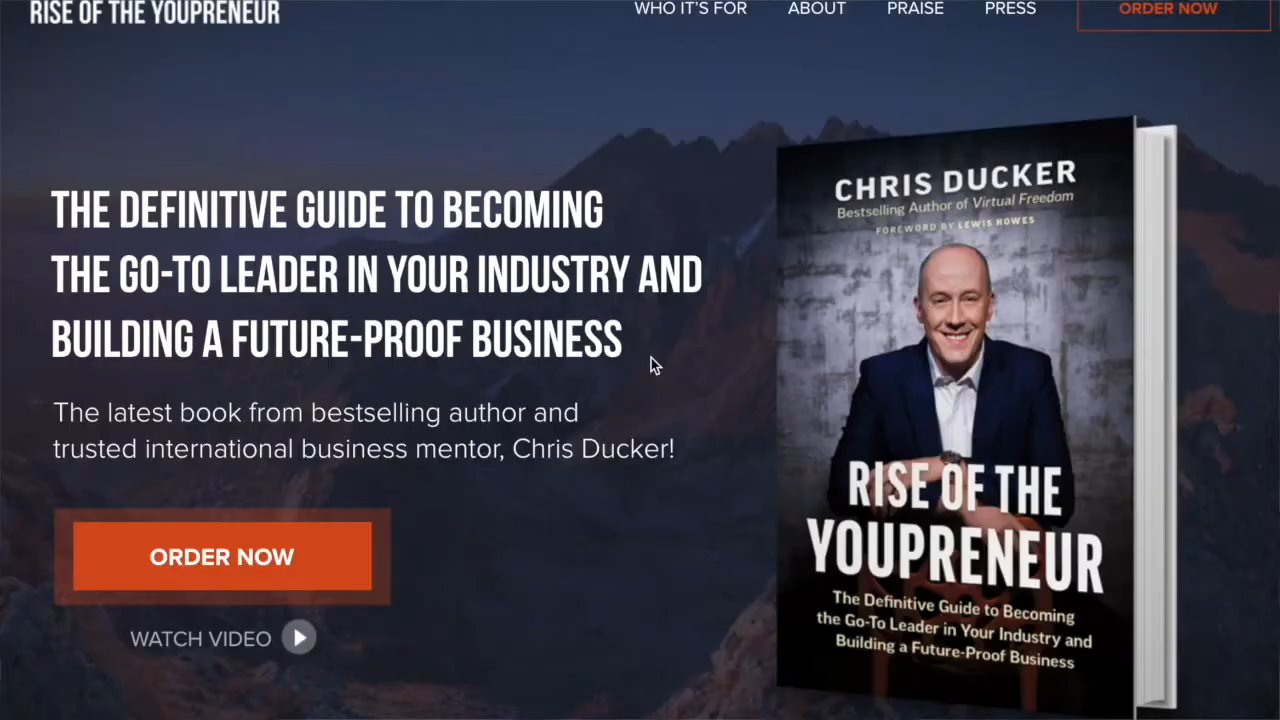 RISE OF THE YOUPRENEUR
WHO IT'S FOR
ABOUT
PRAISE
PRESS
ORDER NOW
THE DEFINITIVE GUIDE TO BECOMING
THE GO-TO LEADER IN YOUR INDUSTRY AND
BUILDING A FUTURE-PROOF BUSINESS
The latest book from bestselling author and
trusted international business mentor, Chris Ducker!
ORDER NOW
WATCH VIDEO
CHRIS DUCKER
Bestselling Author of Virtual Freedom
FOREWORD BY LEWIS HOWES
RISE OF THE
YOUPRENEUR
The Definitive Guide to Becoming
the Go-To Leader in Your Industry and
Building a Future-Proof Business